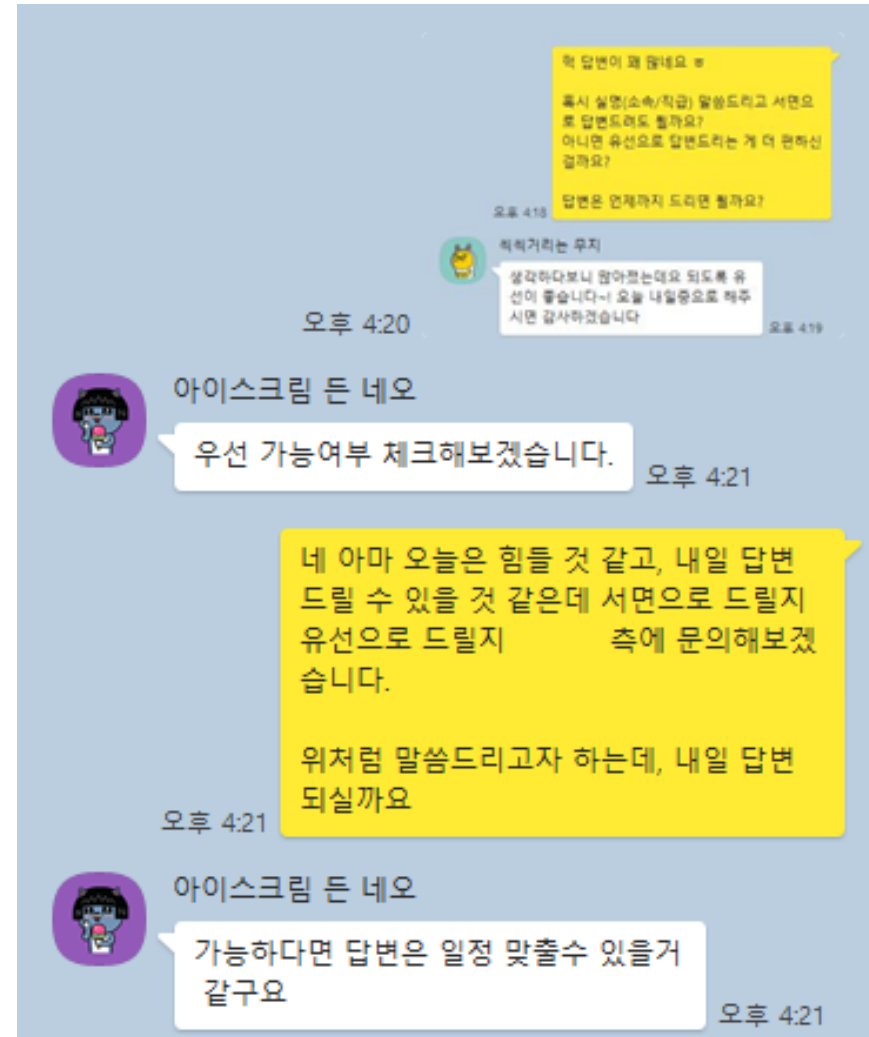 헉 답변이 꽤 많네요 ㅎ
혹시 실명(소속/직급) 말씀드리고 서면으
로 답변드려도 될까요?
아니면 유선으로 답변드리는 게 더 편하신
걸까요?
답변은 언제까지 드리면 될까요?
오후 4:18
씩씩거리는 무지
생각하다보니 많아졌는데요 되도록 유
선이 좋습니다~! 오늘 내일중으로 해주
시면 감사하겠습니다
오후 4:19
오후 4:20
아이스크림 든 네오
우선 가능여부 체크해보겠습니다.
오후 4:21
네 아마 오늘은 힘들 것 같고, 내일 답변
드릴 수 있을 것 같은데 서면으로 드릴지
유선으로 드릴지 측에 문의해보겠
습니다.
위처럼 말씀드리고자 하는데, 내일 답변
되실까요
오후 4:21
아이스크림 든 네오
가능하다면 답변은 일정 맞출수 있을거
같구요
오후 4:21